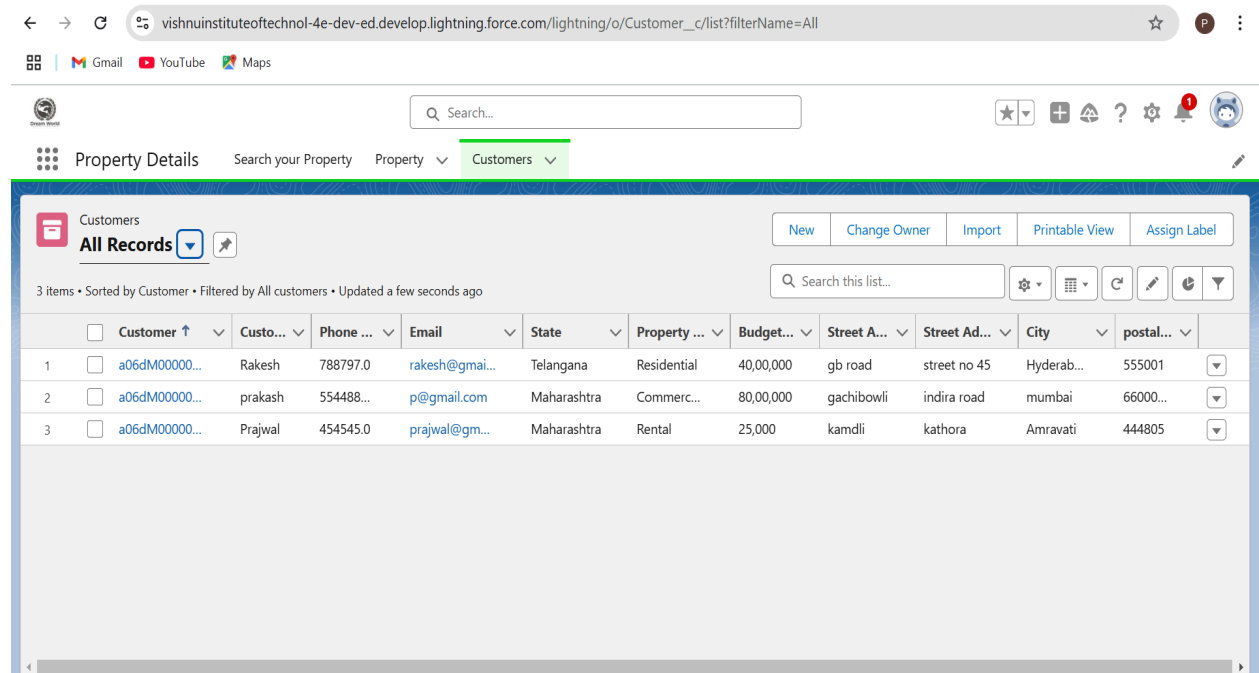 vishnuinstituteoftechnol-4e-dev-ed.develop.lightning.force.com/lightning/o/Customer__c/list?filterName=All P
Gmail YouTube Maps
Search... 1
Dream World
Property Details Search your Property Property Customers
Customers
All Records
New Change Owner Import Printable View Assign Label
3 items • Sorted by Customer • Filtered by All customers • Updated a few seconds ago
Search this list...
Customer ↑ Custo... Phone ... Email State Property ... Budget... Street A... Street Ad... City postal...
1 a06dM00000... Rakesh 788797.0 rakesh@gmai... Telangana Residential 40,00,000 gb road street no 45 Hyderab... 555001
2 a06dM00000... prakash 554488... p@gmail.com Maharashtra Commerc... 80,00,000 gachibowli indira road mumbai 66000...
3 a06dM00000... Prajwal 454545.0 prajwal@gm... Maharashtra Rental 25,000 kamdli kathora Amravati 444805